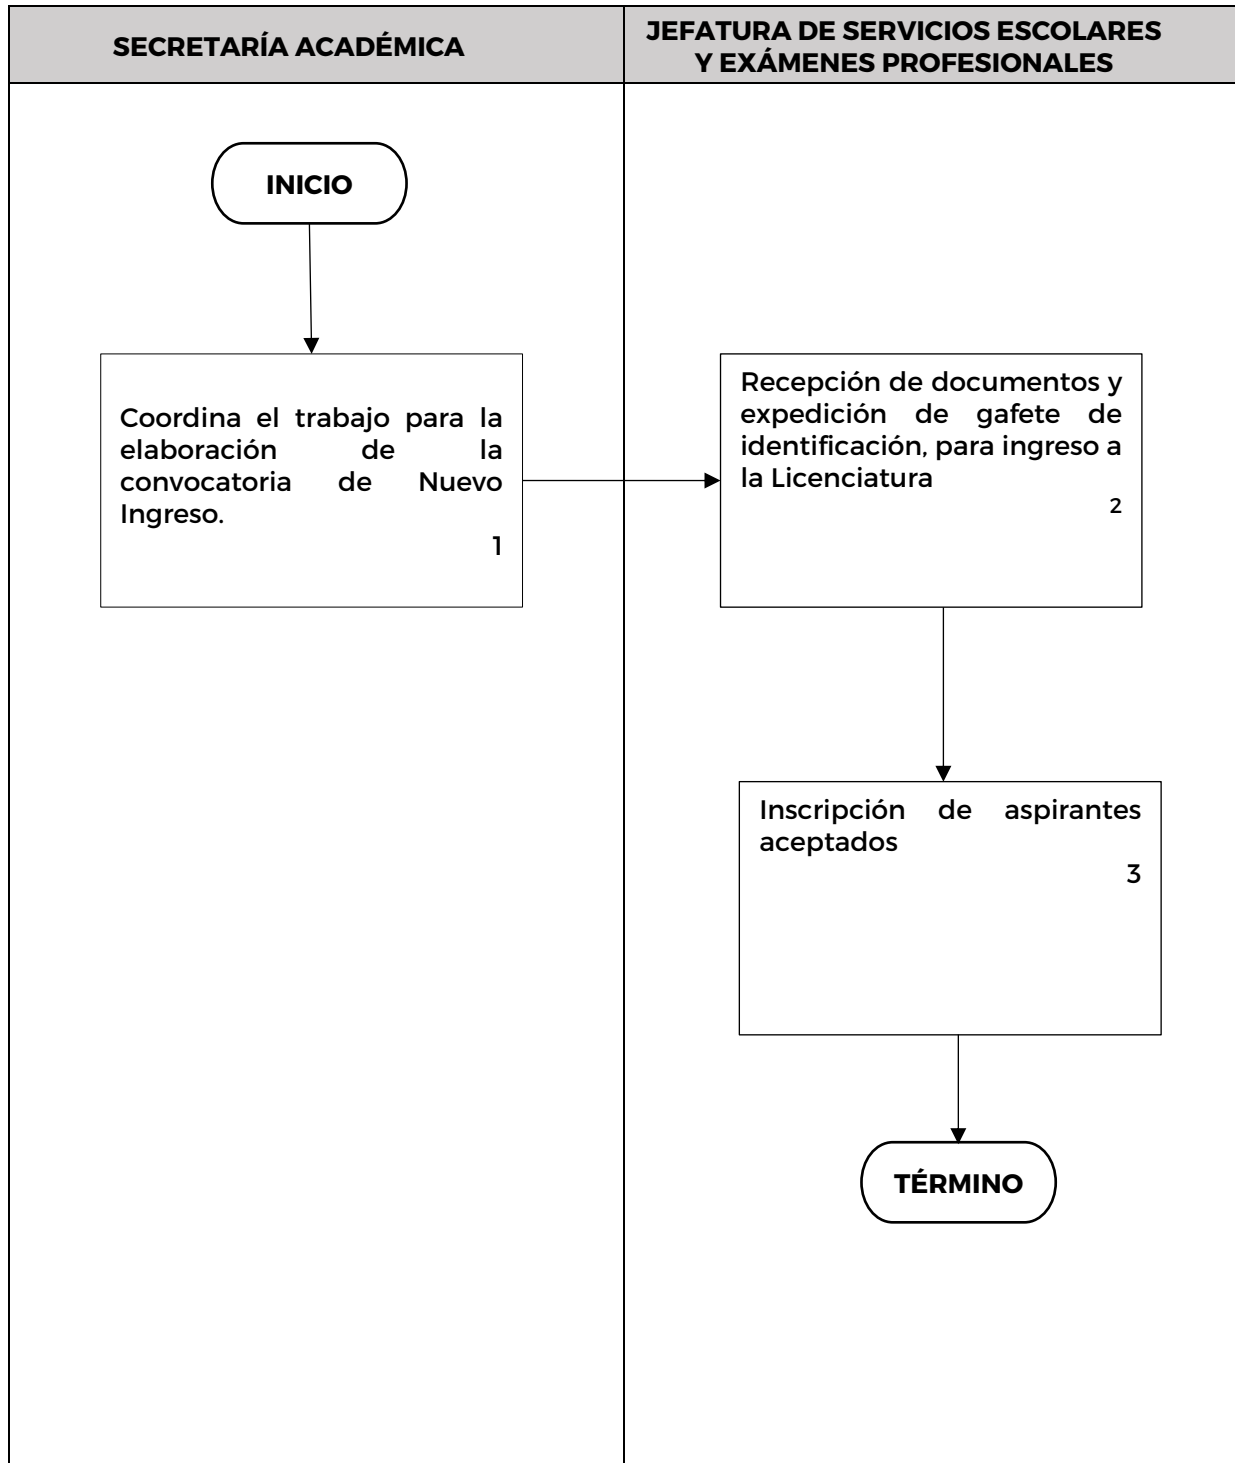 SECRETARÍA ACADÉMICA
JEFATURA DE SERVICIOS ESCOLARES
Y EXÁMENES PROFESIONALES
INICIO
Coordina el trabajo para la
elaboración de la
convocatoria de Nuevo
Ingreso.
1
Recepción de documentos y
expedición de gafete de
identificación, para ingreso a
la Licenciatura
2
Inscripción de aspirantes
aceptados
3
TÉRMINO